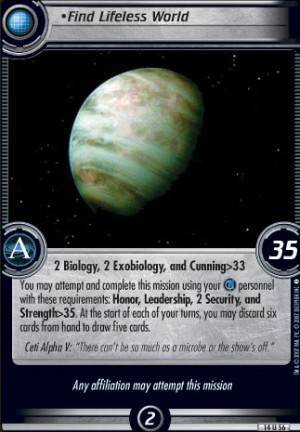 •Find Lifeless World
A
35
2 Biology, 2 Exobiology, and Cunning>33
You may attempt and complete this mission using your personnel
with these requirements: Honor, Leadership, 2 Security, and
Strength>35. At the start of each of your turns, you may discard six
cards from hand to draw five cards.
Ceti Alpha V: "There can't be so much as a microbe or the show's off."
Any affiliation may attempt this mission
2
14 U 56